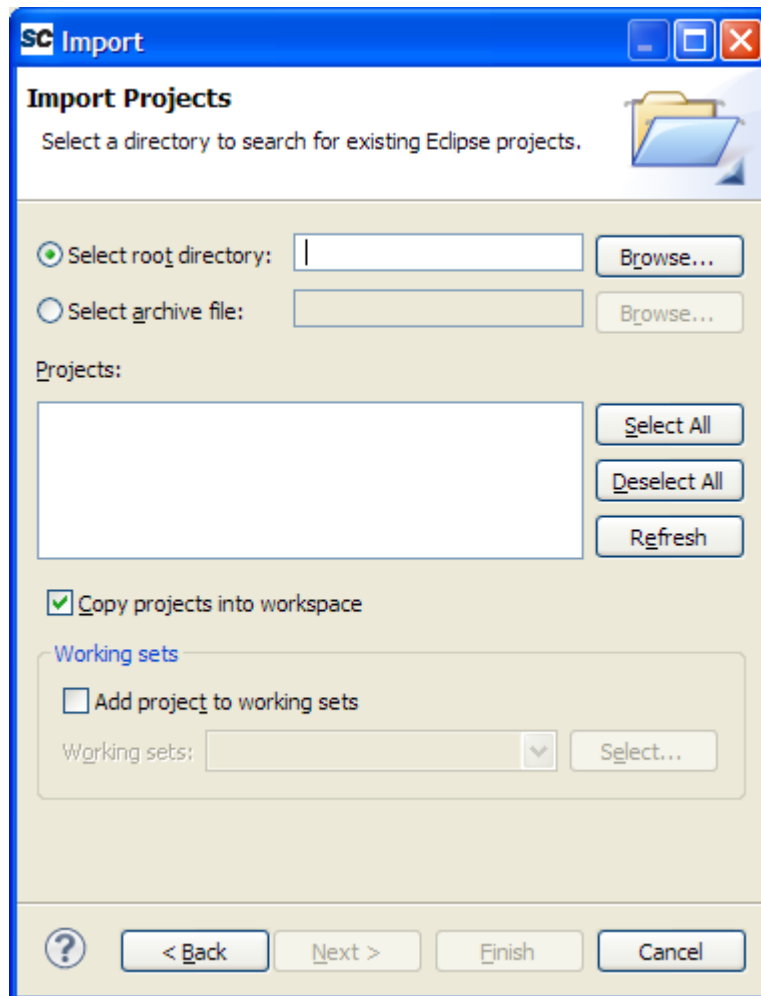 SC Import
Import Projects
Select a directory to search for existing Eclipse projects.
Select root directory: Browse...
Select archive file: Browse...
Projects:
Select All
Deselect All
Refresh
Copy projects into workspace
Working sets
Add project to working sets
Working sets: Select...
? < Back Next > Finish Cancel